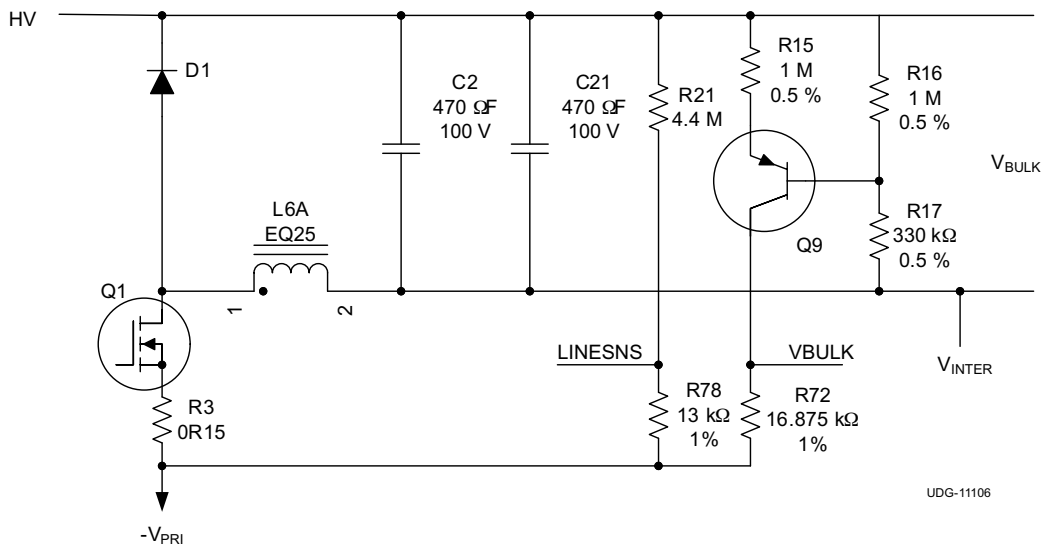 HV
D1
C2
470 ΩF
100 V
C21
470 ΩF
100 V
R21
4.4 M
R15
1 M
0.5 %
R16
1 M
0.5 %
VBULK
R17
330 kΩ
0.5 %
Q9
L6A
EQ25
1
2
Q1
LINESNS
VBULK
VINTER
R3
0R15
R78
13 kΩ
1%
R72
16.875 kΩ
1%
-VPRI
UDG-11106